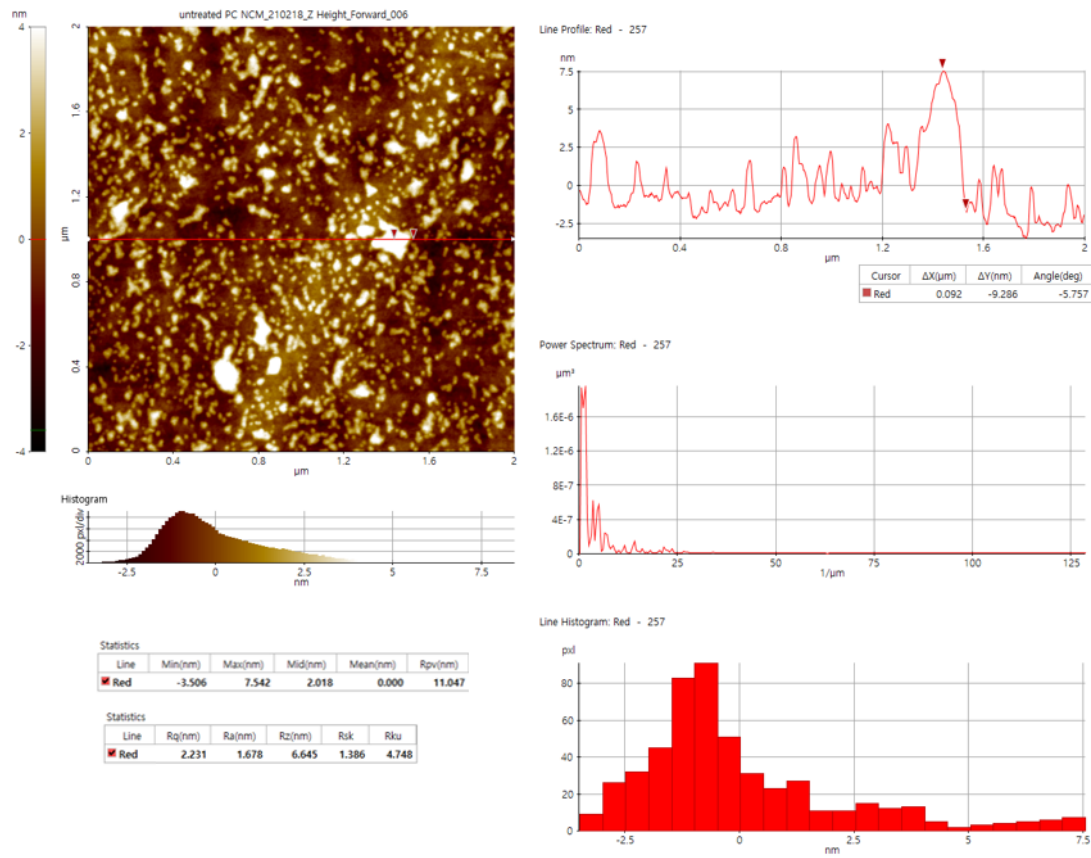 nm
untreated PC NCM_210218_Z Height_Forward_006
4
2
0
-2
-4
2
1.6
1.2
µm
0.8
0.4
0
0 0.4 0.8 1.2 1.6 2
µm
Histogram
2000 pxl/div
-2.5 0 2.5 5 7.5
nm
Statistics
Line Min(nm) Max(nm) Mid(nm) Mean(nm) Rpv(nm)
Red -3.506 7.542 2.018 0.000 11.047
Statistics
Line Rq(nm) Ra(nm) Rz(nm) Rsk Rku
Red 2.231 1.678 6.645 1.386 4.748
Line Profile: Red - 257
nm
7.5
5
2.5
0
-2.5
0 0.4 0.8 1.2 1.6 2
µm
Cursor ΔX(µm) ΔY(nm) Angle(deg)
Red 0.092 -9.286 -5.757
Power Spectrum: Red - 257
µm³
1.6E-6
1.2E-6
8E-7
4E-7
0
0 25 50 75 100 125
1/µm
Line Histogram: Red - 257
pxl
80
60
40
20
0
-2.5 0 2.5 5 7.5
nm